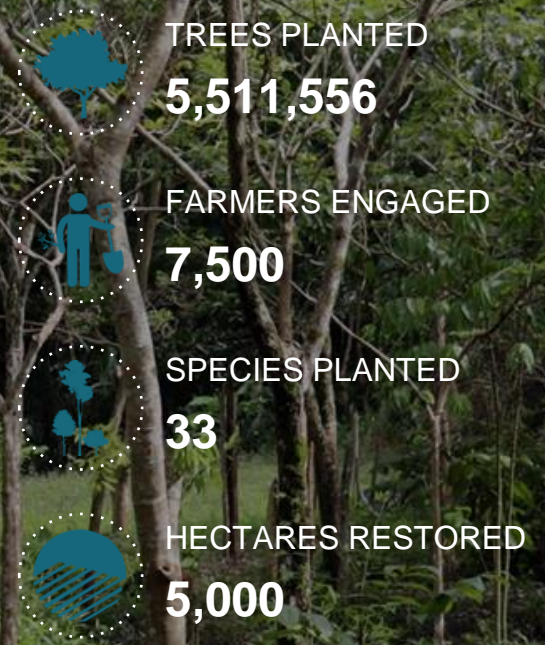 TREES PLANTED
5,511,556
FARMERS ENGAGED
7,500
SPECIES PLANTED
33
HECTARES RESTORED
5,000